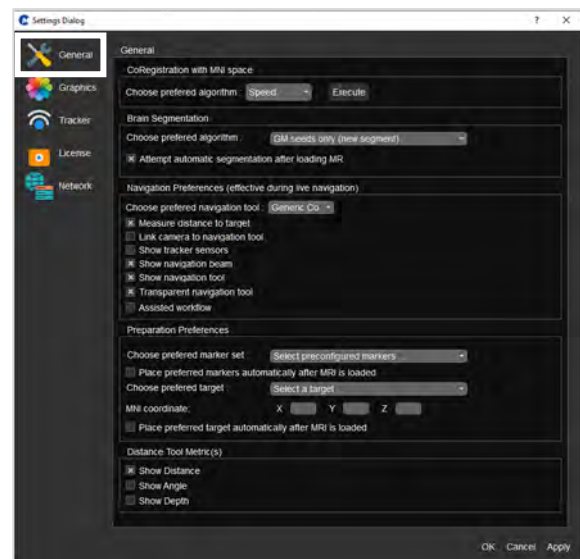 Settings Dialog
? ×
General
Graphics
Tracker
License
Network
General
CoRegistration with MNI space
Choose prefered algorithm : Speed Execute
Brain Segmentation
Choose prefered algorithm : GM seeds only (new segment)
Attempt automatic segmentation after loading MR
Navigation Preferences (effective during live navigation)
Choose prefered navigation tool : Generic Co
Measure distance to target
Link camera to navigation tool
Show tracker sensors
Show navigation beam
Show navigation tool
Transparent navigation tool
Assisted workflow
Preparation Preferences
Choose prefered marker set : Select preconfigured markers ...
Place preferred markers automatically after MRI is loaded
Choose prefered target : Select a target
MNI coordinate: X Y Z
Place preferred target automatically after MRI is loaded
Distance Tool Metric(s)
Show Distance
Show Angle
Show Depth
OK Cancel Apply